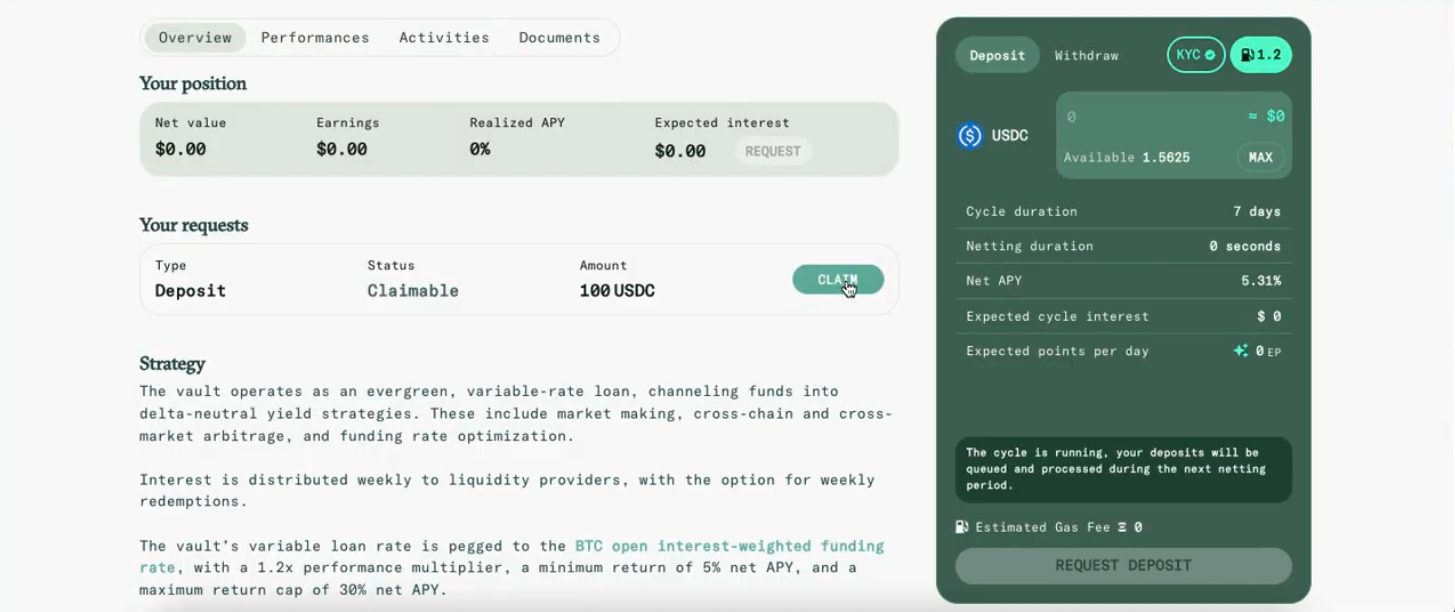 Overview Performances Activities Documents
Your position
Net value Earnings Realized APY Expected interest
$0.00 $0.00 0% $0.00 REQUEST
Your requests
Type Status Amount
Deposit Claimable 100 USDC CLAIM
Strategy
The vault operates as an evergreen, variable-rate loan, channeling funds into
delta-neutral yield strategies. These include market making, cross-chain and cross-
market arbitrage, and funding rate optimization.
Interest is distributed weekly to liquidity providers, with the option for weekly
redemptions.
The vault's variable loan rate is pegged to the BTC open interest-weighted funding
rate, with a 1.2x performance multiplier, a minimum return of 5% net APY, and a
maximum return cap of 30% net APY.
Deposit Withdraw KYC 1.2
0 ≈ $0
USDC
Available 1.5625 MAX
Cycle duration 7 days
Netting duration 0 seconds
Net APY 5.31%
Expected cycle interest $ 0
Expected points per day 0 EP
The cycle is running, your deposits will be
queued and processed during the next netting
period.
Estimated Gas Fee Ξ 0
REQUEST DEPOSIT